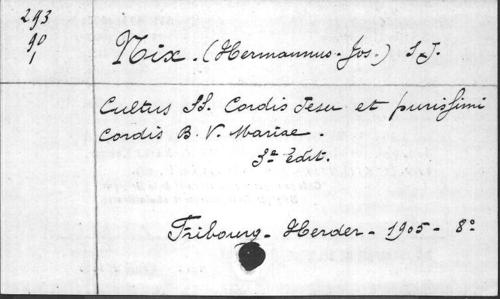 293
90
1
Nix. (Hermannus-Jos.) S.J.
Cultus SS. Cordis Jesu et purissimi
Cordis B. V. Mariae.
3ª édit.
Fribourg - Herder - 1905 - 8º